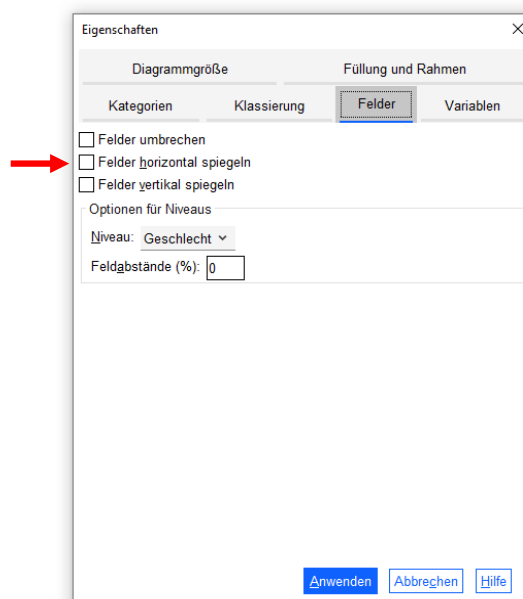 Eigenschaften
Diagrammgröße Füllung und Rahmen
Kategorien Klassierung Felder Variablen
Felder umbrechen
Felder horizontal spiegeln
Felder vertikal spiegeln
Optionen für Niveaus
Niveau: Geschlecht
Feldabstände (%): 0
Anwenden Abbrechen Hilfe